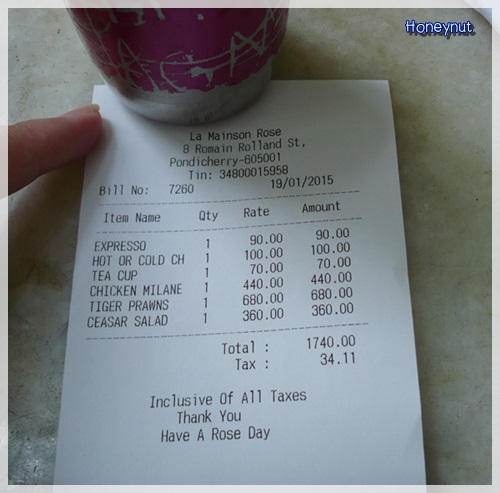 Honeynut.
La Mainson Rose
8 Romain Rolland St,
Pondicherry-605001
Tin: 34800015958
Bill No: 7260 19/01/2015
Item Name Qty Rate Amount
EXPRESSO 1 90.00 90.00
HOT OR COLD CH 1 100.00 100.00
TEA CUP 1 70.00 70.00
CHICKEN MILANE 1 440.00 440.00
TIGER PRAWNS 1 680.00 680.00
CEASAR SALAD 1 360.00 360.00
Total : 1740.00
Tax : 34.11
Inclusive Of All Taxes
Thank You
Have A Rose Day